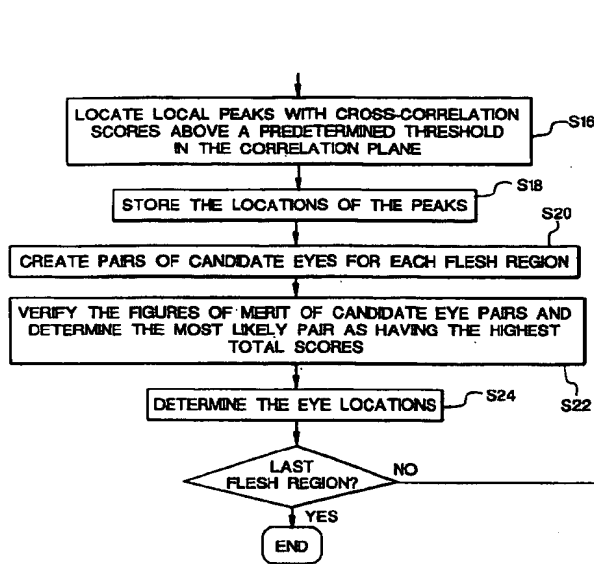 LOCATE LOCAL PEAKS WITH CROSS-CORRELATION
SCORES ABOVE A PREDETERMINED THRESHOLD
IN THE CORRELATION PLANE
S16
STORE THE LOCATIONS OF THE PEAKS
S18
CREATE PAIRS OF CANDIDATE EYES FOR EACH FLESH REGION
S20
VERIFY THE FIGURES OF MERIT OF CANDIDATE EYE PAIRS AND
DETERMINE THE MOST LIKELY PAIR AS HAVING THE HIGHEST
TOTAL SCORES
S22
DETERMINE THE EYE LOCATIONS
S24
LAST
FLESH REGION?
NO
YES
END